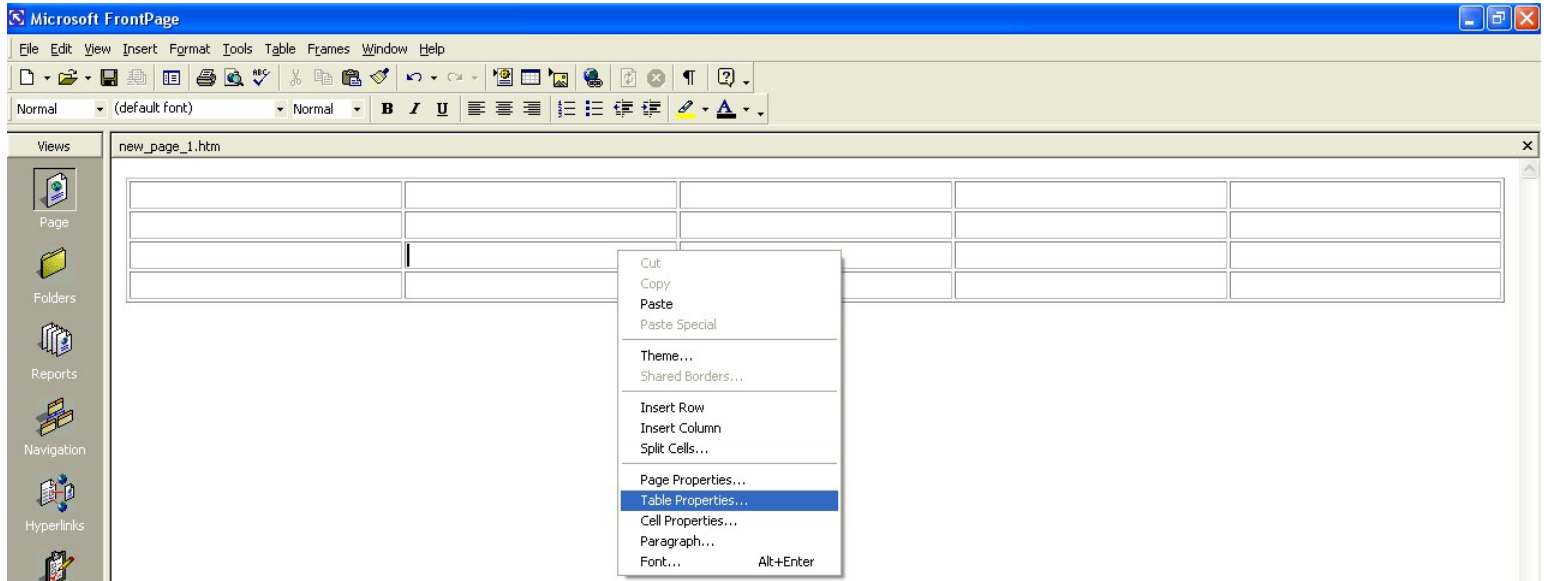 Microsoft FrontPage
File Edit View Insert Format Tools Table Frames Window Help
ABC
Normal (default font) Normal B I U A
Views new_page_1.htm
Page
Folders
Reports
Navigation
Hyperlinks
Cut
Copy
Paste
Paste Special
Theme...
Shared Borders...
Insert Row
Insert Column
Split Cells...
Page Properties...
Table Properties...
Cell Properties...
Paragraph...
Font... Alt+Enter